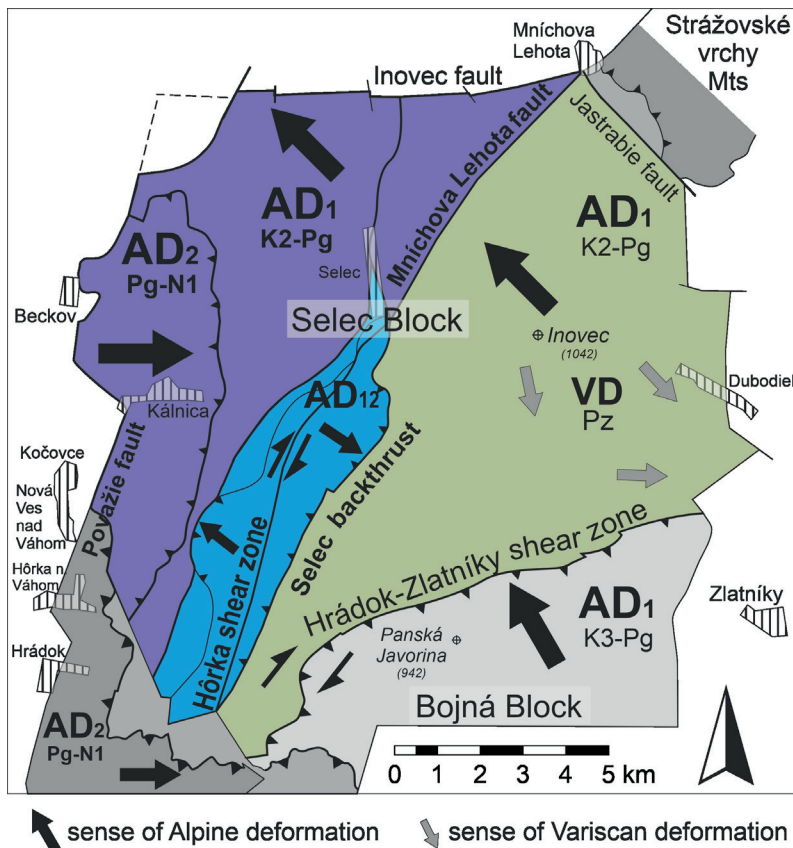 Mníchova
Lehota
Strážovské
vrchy
Mts
Inovec fault
Jastrabie fault
Mníchova Lehota fault
AD1
K2-Pg
AD1
K2-Pg
AD2
Pg-N1
Selec
Beckov
Selec Block
Inovec
(1042)
Dubodiel
VD
Pz
Kálnica
AD12
Kočovce
Považie fault
Nová
Ves
nad
Váhom
Selec backthrust
Hôrka shear zone
Hrádok-Zlatníky shear zone
Hôrka n.
Váhom
AD1
K3-Pg
Zlatníky
Panská
Javorina
(942)
Hrádok
Bojná Block
AD2
Pg-N1
0 1 2 3 4 5 km
sense of Alpine deformation
sense of Variscan deformation